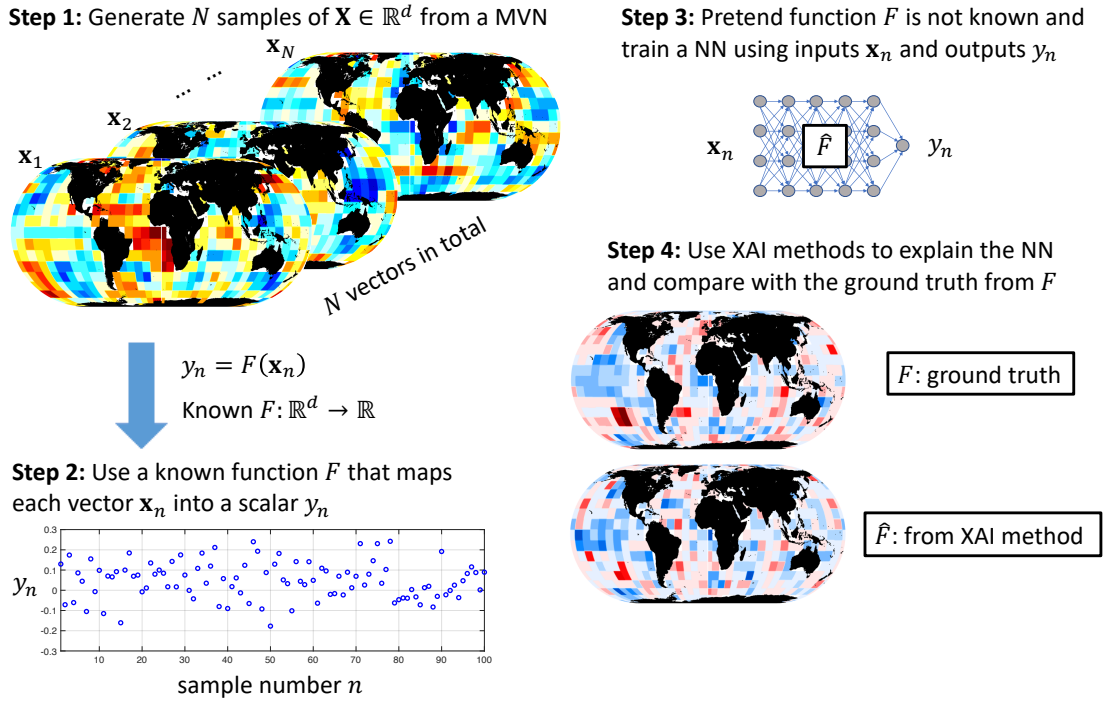 Step 1: Generate N samples of X ∈ ℝᵈ from a MVN
x_N
...
x_2
x_1
N vectors in total
y_n = F(x_n)
Known F: ℝᵈ → ℝ
Step 2: Use a known function F that maps
each vector x_n into a scalar y_n
0.3
0.2
0.1
0
-0.1
-0.2
-0.3
y_n
10 20 30 40 50 60 70 80 90 100
sample number n
Step 3: Pretend function F is not known and
train a NN using inputs x_n and outputs y_n
x_n F̂ y_n
Step 4: Use XAI methods to explain the NN
and compare with the ground truth from F
F: ground truth
F̂: from XAI method